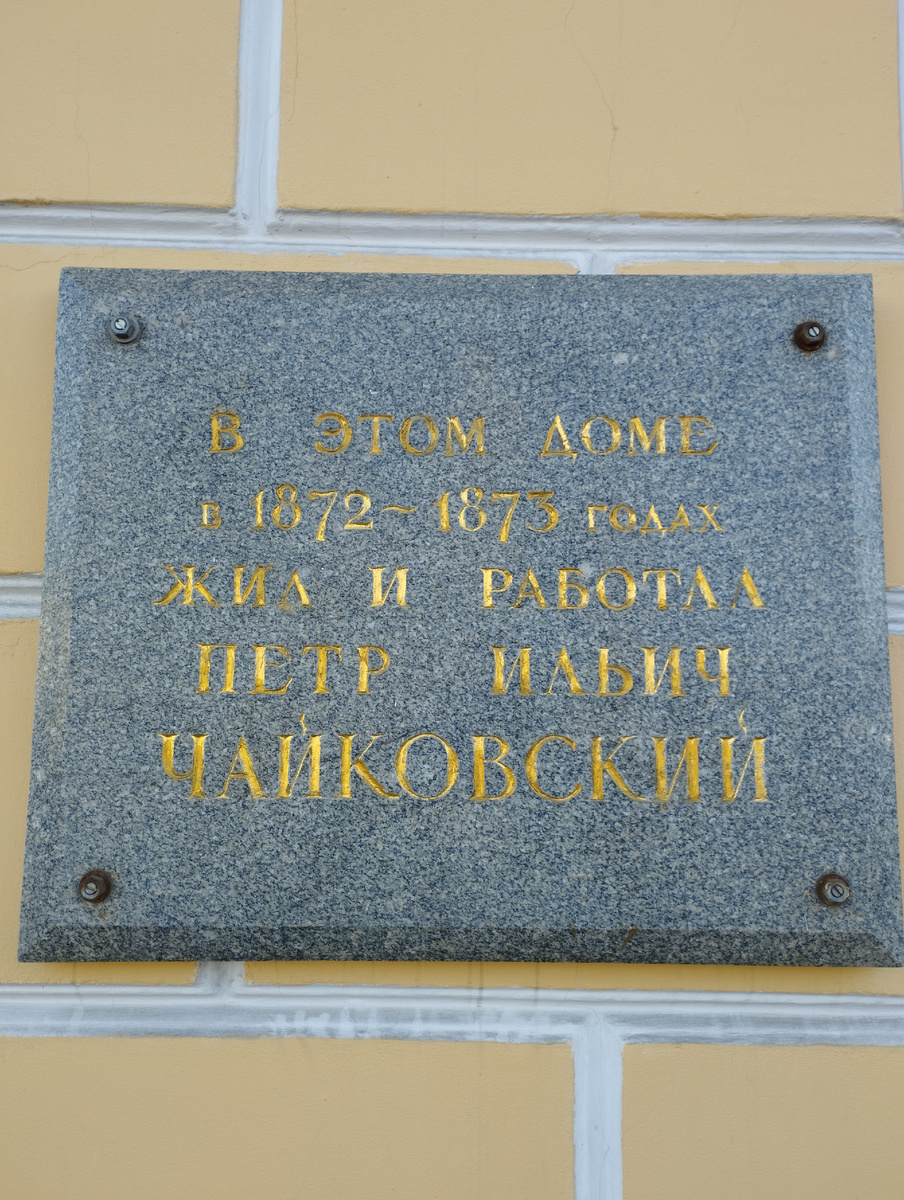 В ЭТОМ ДОМЕ
в 1872~1873 годах
ЖИЛ И РАБОТАЛ
ПЕТР ИЛЬИЧ
ЧАЙКОВСКИЙ